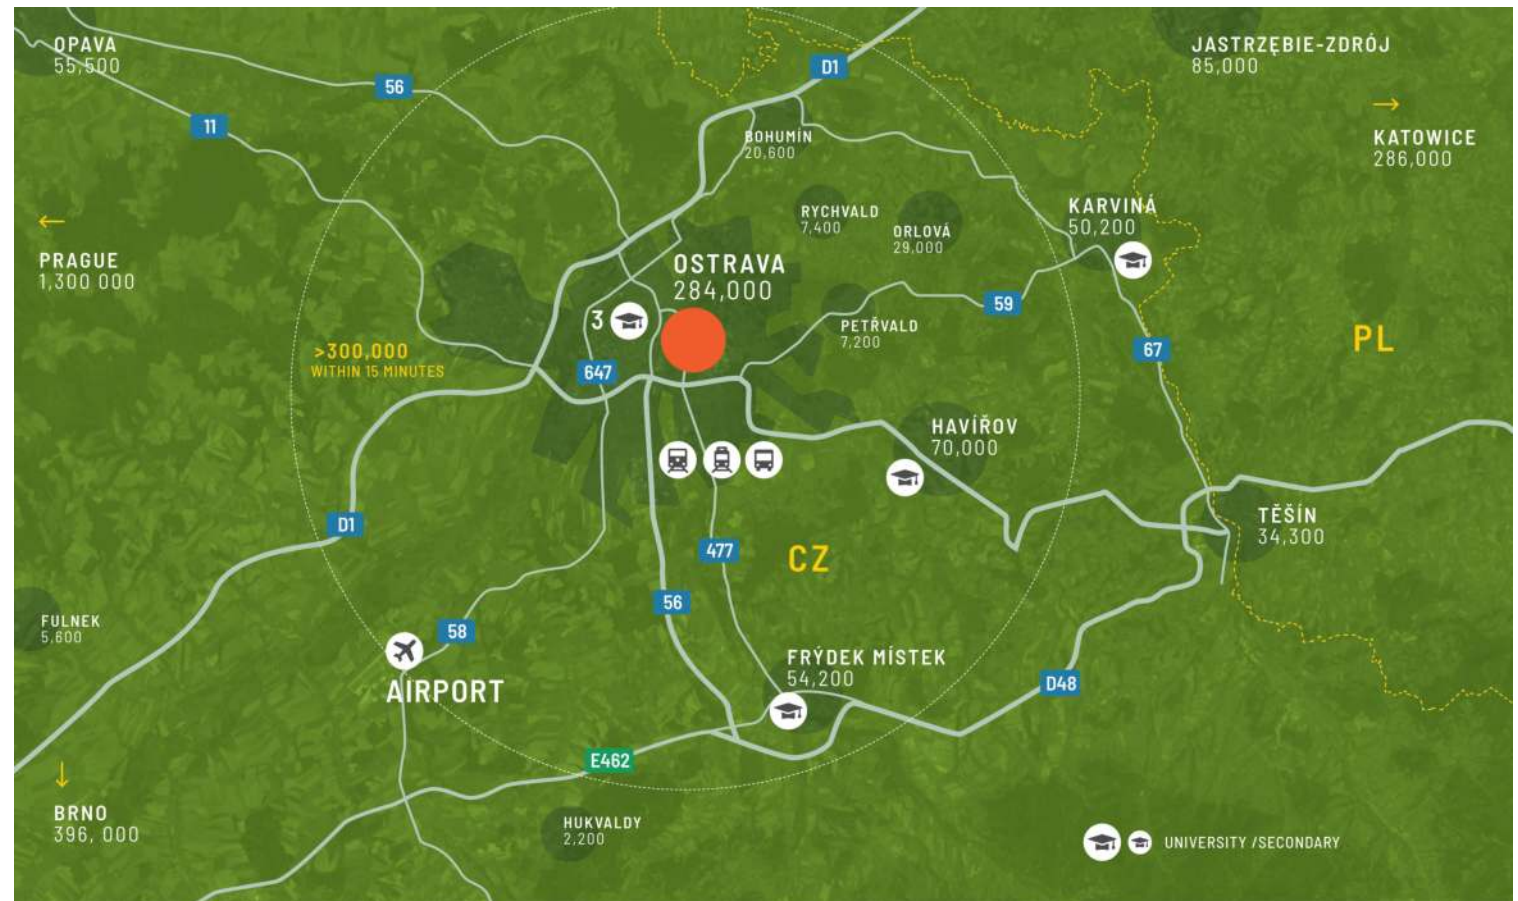 OPAVA
55,500
56
11
D1
JASTRZĘBIE-ZDRÓJ
85,000
→
KATOWICE
286,000
BOHUMÍN
20,600
←
PRAGUE
1,300 000
RYCHVALD
7,400
ORLOVÁ
29,000
KARVINÁ
50,200
OSTRAVA
284,000
3
59
PETŘVALD
7,200
67
PL
>300,000
WITHIN 15 MINUTES
647
HAVÍŘOV
70,000
D1
477
CZ
TĚŠÍN
34,300
56
FULNEK
5,600
58
AIRPORT
FRÝDEK MÍSTEK
54,200
D48
E462
↓
BRNO
396, 000
HUKVALDY
2,200
UNIVERSITY /SECONDARY